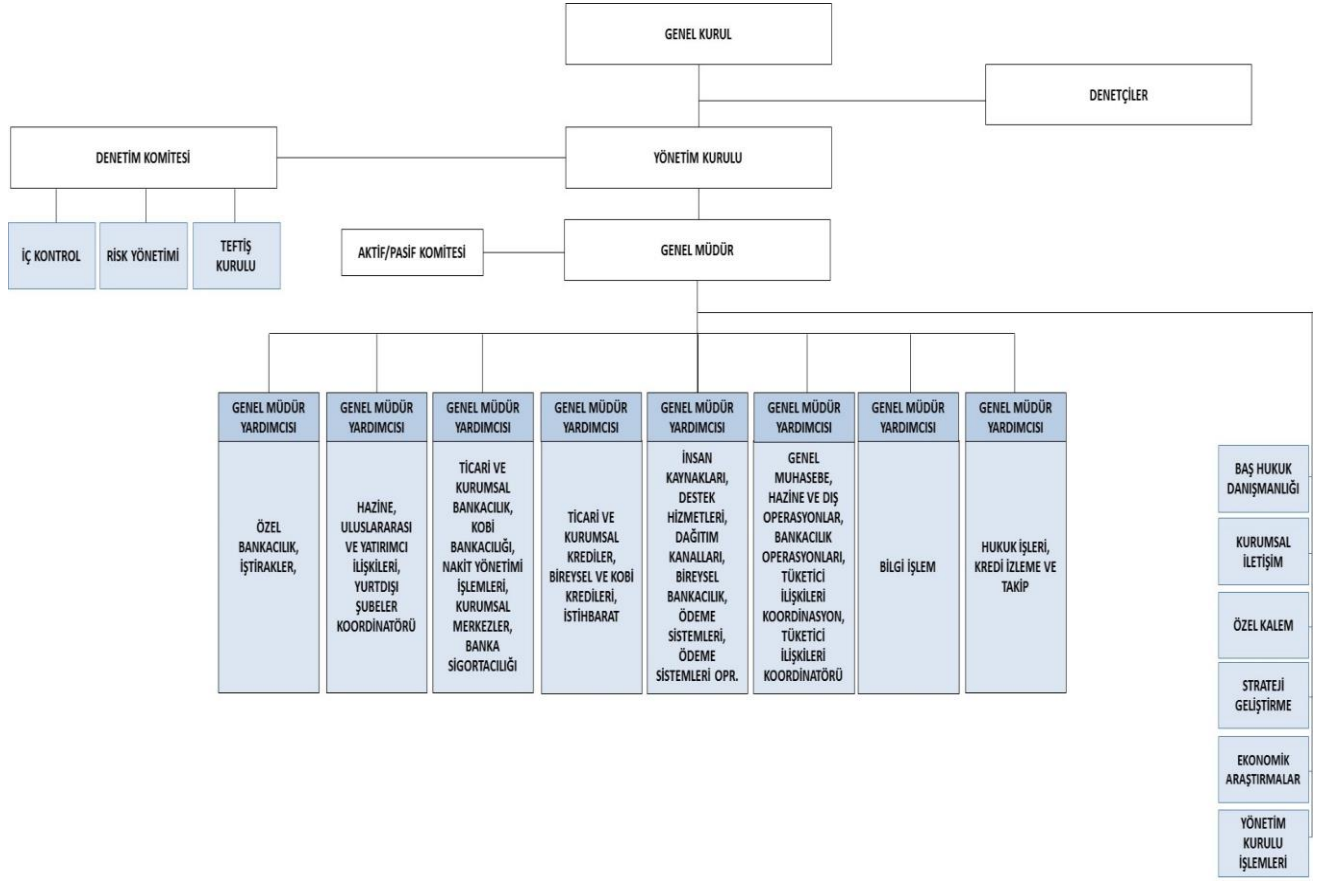 GENEL KURUL
DENETÇİLER
DENETİM KOMİTESİ
YÖNETİM KURULU
İÇ KONTROL
RİSK YÖNETİMİ
TEFTİŞ
KURULU
AKTİF/PASİF KOMİTESİ
GENEL MÜDÜR
GENEL MÜDÜR
YARDIMCISI
ÖZEL
BANKACILIK,
İŞTİRAKLER,
GENEL MÜDÜR
YARDIMCISI
HAZİNE,
ULUSLARARASI
VE YATIRIMCI
İLİŞKİLERİ,
YURTDIŞI
ŞUBELER
KOORDİNATÖRÜ
GENEL MÜDÜR
YARDIMCISI
TİCARİ VE
KURUMSAL
BANKACILIK,
KOBİ
BANKACILIĞI,
NAKİT YÖNETİMİ
İŞLEMLERİ,
KURUMSAL
MERKEZLER,
BANKA
SİGORTACILIĞI
GENEL MÜDÜR
YARDIMCISI
TİCARİ VE
KURUMSAL
KREDİLER,
BİREYSEL VE KOBİ
KREDİLERİ,
İSTİHBARAT
GENEL MÜDÜR
YARDIMCISI
İNSAN
KAYNAKLARI,
DESTEK
HİZMETLERİ,
DAĞITIM
KANALLARI,
BİREYSEL
BANKACILIK,
ÖDEME
SİSTEMLERİ,
ÖDEME
SİSTEMLERİ OPR.
GENEL MÜDÜR
YARDIMCISI
GENEL
MUHASEBE,
HAZİNE VE DIŞ
OPERASYONLAR,
BANKACILIK
OPERASYONLARI,
TÜKETİCİ
İLİŞKİLERİ
KOORDİNASYON,
TÜKETİCİ
İLİŞKİLERİ
KOORDİNATÖRÜ
GENEL MÜDÜR
YARDIMCISI
BİLGİ İŞLEM
GENEL MÜDÜR
YARDIMCISI
HUKUK İŞLERİ,
KREDİ İZLEME VE
TAKİP
BAŞ HUKUK
DANIŞMANLIĞI
KURUMSAL
İLETİŞİM
ÖZEL KALEM
STRATEJİ
GELİŞTİRME
EKONOMİK
ARAŞTIRMALAR
YÖNETİM
KURULU
İŞLEMLERİ